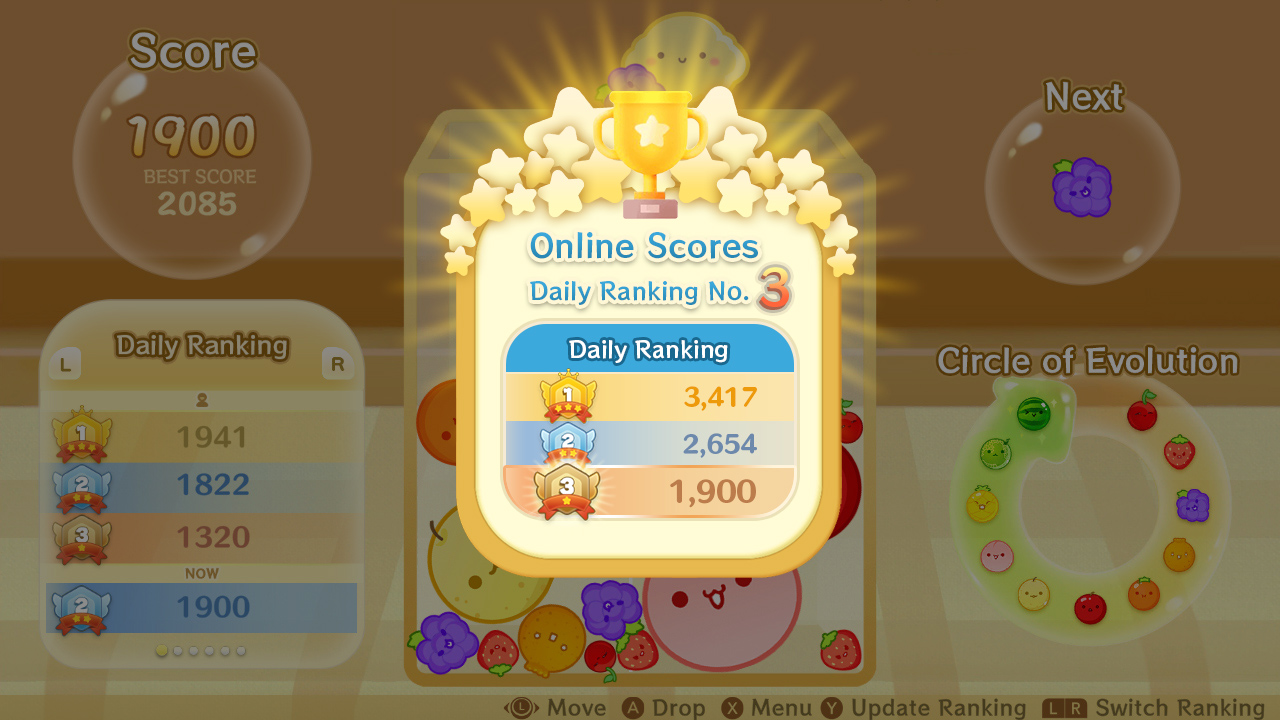 Score
1900
BEST SCORE
2085
Next
Online Scores
Daily Ranking No. 3
Daily Ranking
1 3,417
2 2,654
3 1,900
Daily Ranking
L R
1 1941
2 1822
3 1320
NOW
2 1900
Circle of Evolution
L Move A Drop X Menu Y Update Ranking L R Switch Ranking